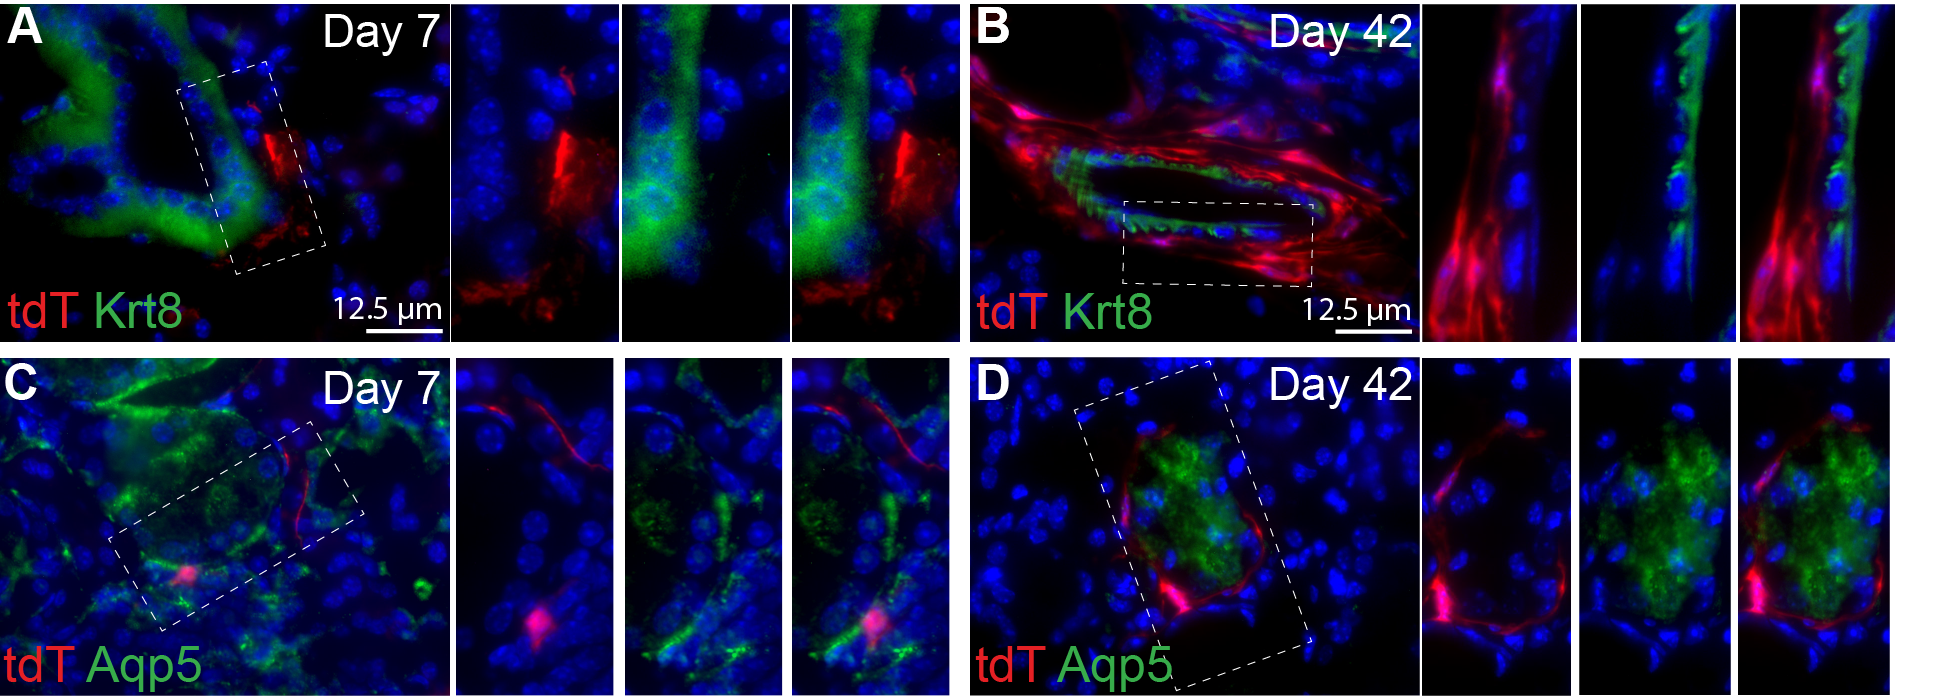 A Day 7
tdT Krt8 12.5 µm
B Day 42
tdT Krt8 12.5 µm
C Day 7
tdT Aqp5
D Day 42
tdT Aqp5